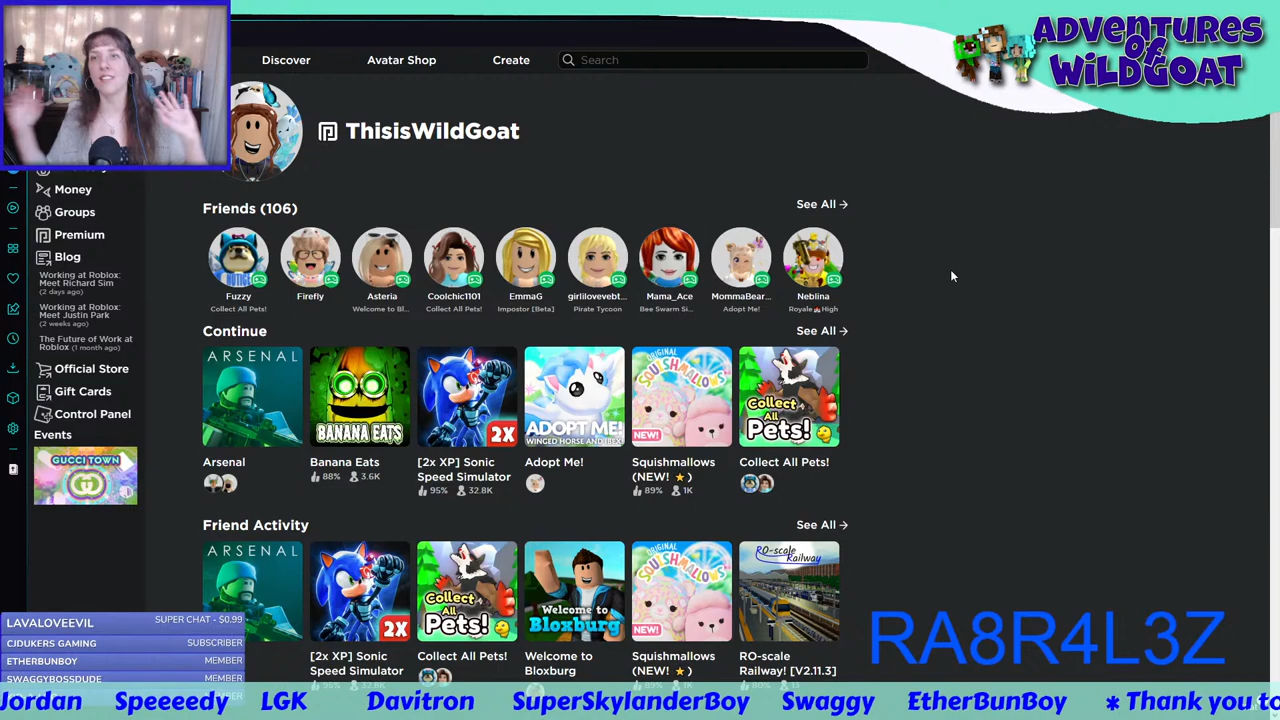 ADVENTURES
OF
WILDGOAT
Discover
Avatar Shop
Create
Search
ThisisWildGoat
Money
Groups
Premium
Blog
Working at Roblox:
Meet Richard Sim
(2 days ago)
Working at Roblox:
Meet Justin Park
(2 weeks ago)
The Future of Work at
Roblox (1 month ago)
Official Store
Gift Cards
Control Panel
Events
GUCCI TOWN
Friends (106)
See All →
Fuzzy
Collect All Pets!
Firefly
Asteria
Welcome to Bl...
Coolchic1101
Collect All Pets!
EmmaG
Impostor [Beta]
girlilovevebt...
Pirate Tycoon
Mama_Ace
Bee Swarm Si...
MommaBear...
Adopt Me!
Neblina
Royale High
Continue
See All →
ARSENAL
BANANA EATS
2X
ADOPT ME!
WINGED HORSE AND IBEX
ORIGINAL
SQUISHMALLOWS
NEW!
Collect
All
Pets!
Arsenal
Banana Eats
88% 3.6K
[2x XP] Sonic
Speed Simulator
95% 32.8K
Adopt Me!
Squishmallows
(NEW! ⭐)
89% 1K
Collect All Pets!
Friend Activity
See All →
ARSENAL
2X
Collect
All
Pets!
Welcome to
Bloxburg
ORIGINAL
SQUISHMALLOWS
NEW!
RO-scale
Railway
[2x XP] Sonic
Speed Simulator
Collect All Pets!
Welcome to
Bloxburg
Squishmallows
(NEW! ⭐)
RO-scale
Railway! [V2.11.3]
LAVALOVEEVIL SUPER CHAT - $0.99
CJDUKERS GAMING SUBSCRIBER
ETHERBUNBOY MEMBER
SWAGGYBOSSDUDE MEMBER
RA8R4L3Z
Jordan Speeeedy LGK Davitron SuperSkylanderBoy Swaggy EtherBunBoy * Thank you to